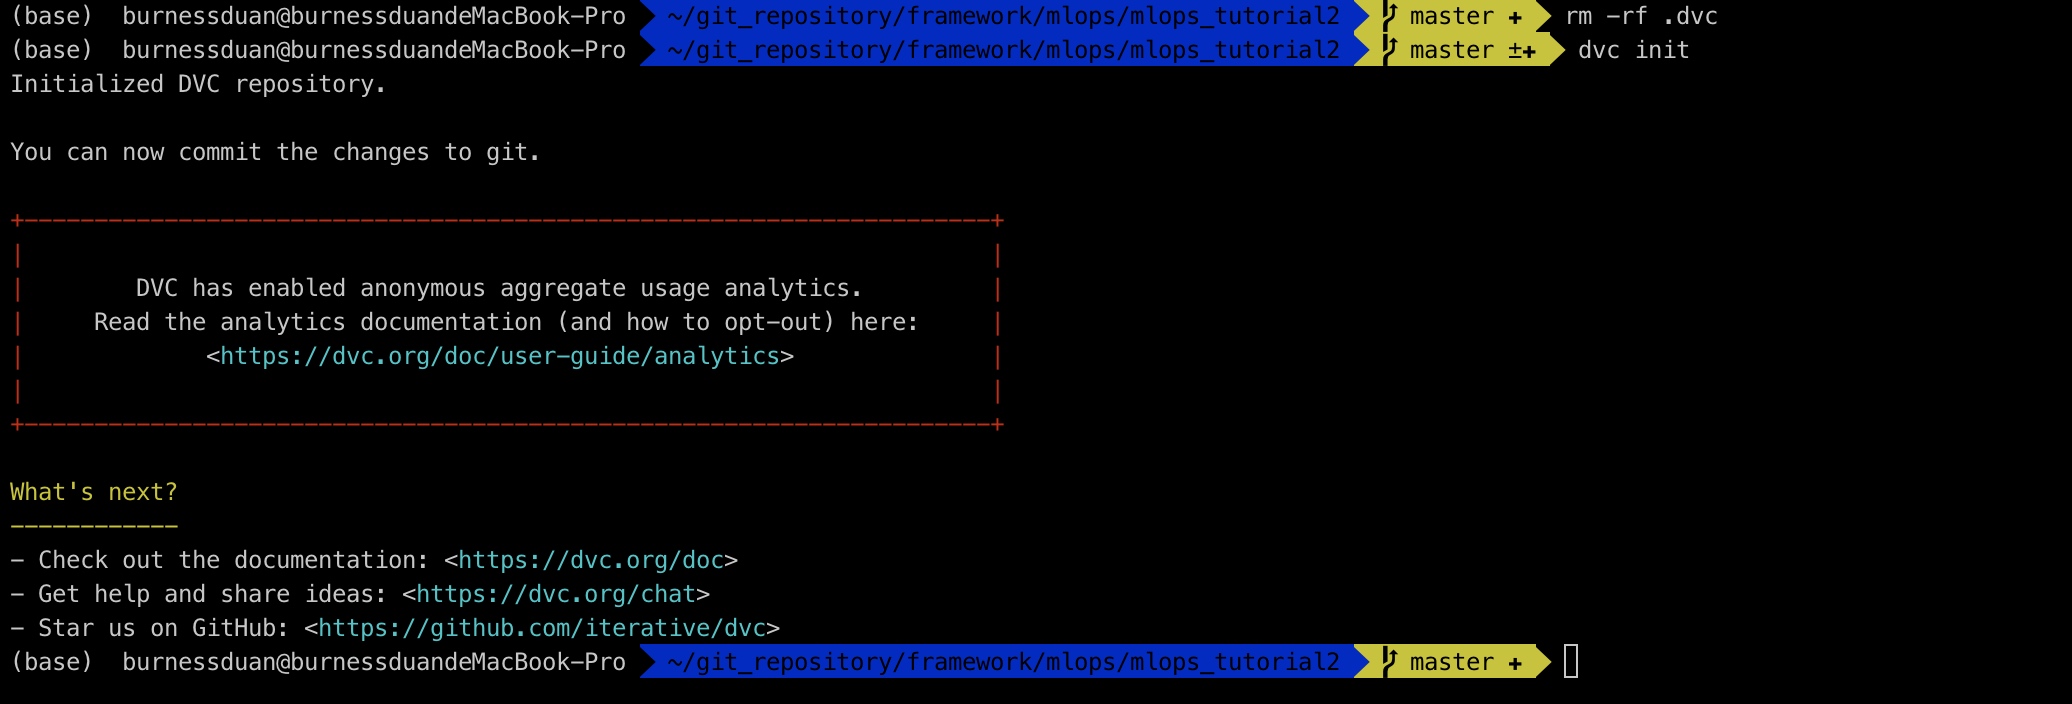 (base)  burnessduan@burnessduandeMacBook-Pro  ~/git_repository/framework/mlops/mlops_tutorial2  master ✚  rm -rf .dvc
(base)  burnessduan@burnessduandeMacBook-Pro  ~/git_repository/framework/mlops/mlops_tutorial2  master ±✚  dvc init
Initialized DVC repository.
You can now commit the changes to git.
+---------------------------------------------------------------------+
|                                                                     |
|        DVC has enabled anonymous aggregate usage analytics.         |
|     Read the analytics documentation (and how to opt-out) here:     |
|             <https://dvc.org/doc/user-guide/analytics>              |
|                                                                     |
+---------------------------------------------------------------------+
What's next?
------------
- Check out the documentation: <https://dvc.org/doc>
- Get help and share ideas: <https://dvc.org/chat>
- Star us on GitHub: <https://github.com/iterative/dvc>
(base)  burnessduan@burnessduandeMacBook-Pro  ~/git_repository/framework/mlops/mlops_tutorial2  master ✚